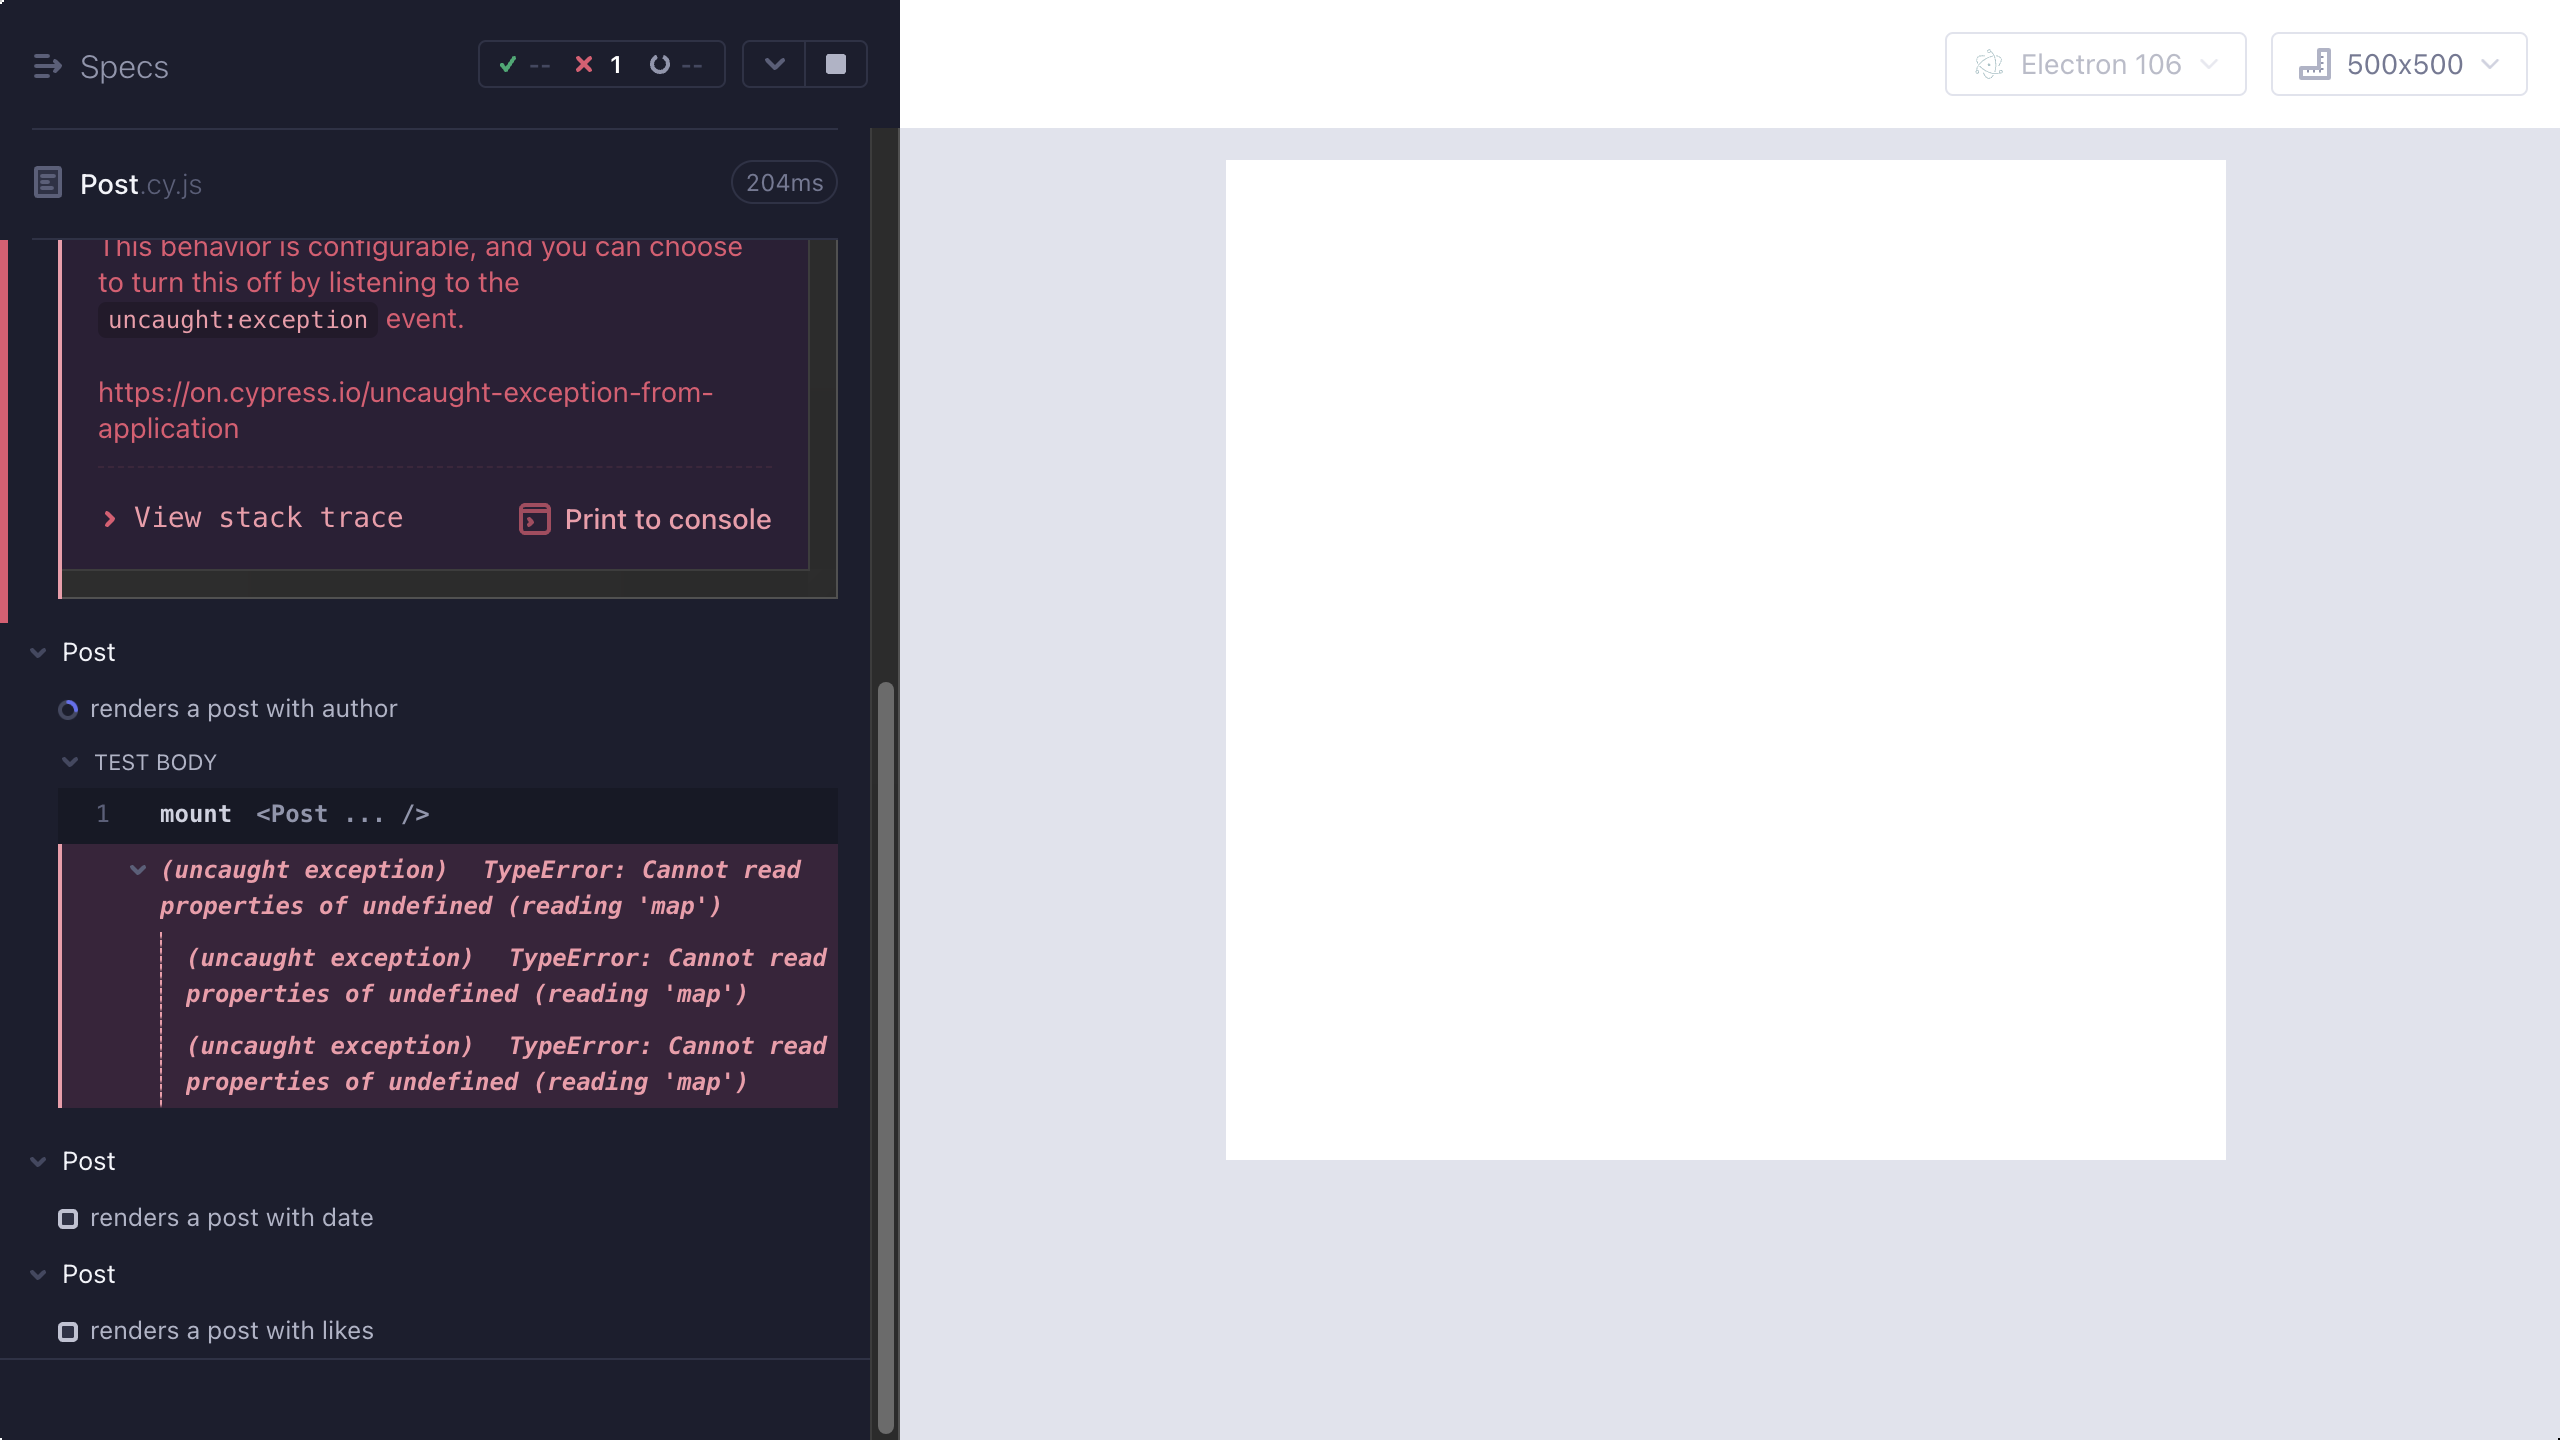 Specs
-- 1 --
Electron 106
500x500
Post.cy.js
204ms
This behavior is configurable, and you can choose
to turn this off by listening to the
uncaught:exception event.
https://on.cypress.io/uncaught-exception-from-
application
View stack trace
Print to console
Post
renders a post with author
TEST BODY
1 mount <Post ... />
(uncaught exception) TypeError: Cannot read
properties of undefined (reading 'map')
(uncaught exception) TypeError: Cannot read
properties of undefined (reading 'map')
(uncaught exception) TypeError: Cannot read
properties of undefined (reading 'map')
Post
renders a post with date
Post
renders a post with likes